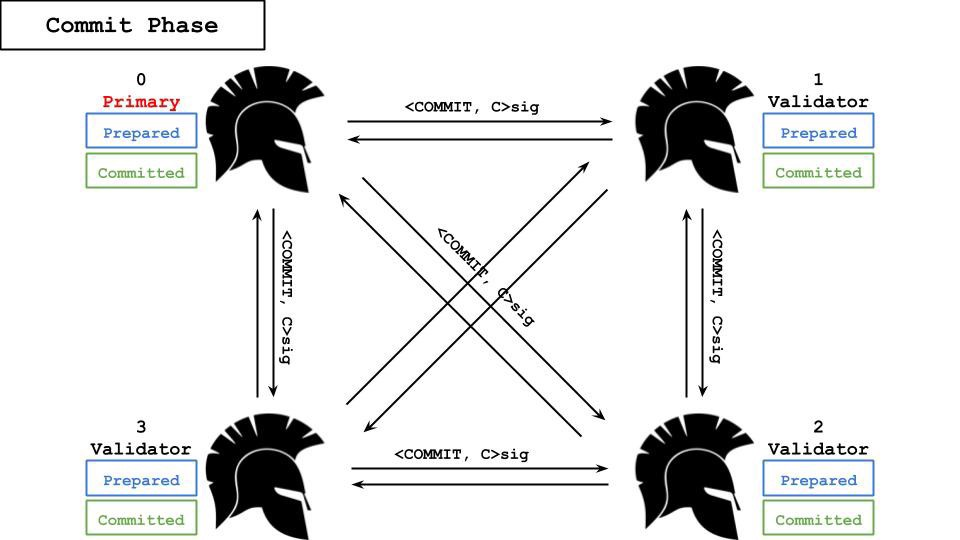 Commit Phase
0
Primary
Prepared
Committed
<COMMIT, C>sig
1
Validator
Prepared
Committed
<COMMIT, C>sig
<COMMIT, C>sig
<COMMIT, C>sig
3
Validator
Prepared
Committed
<COMMIT, C>sig
2
Validator
Prepared
Committed